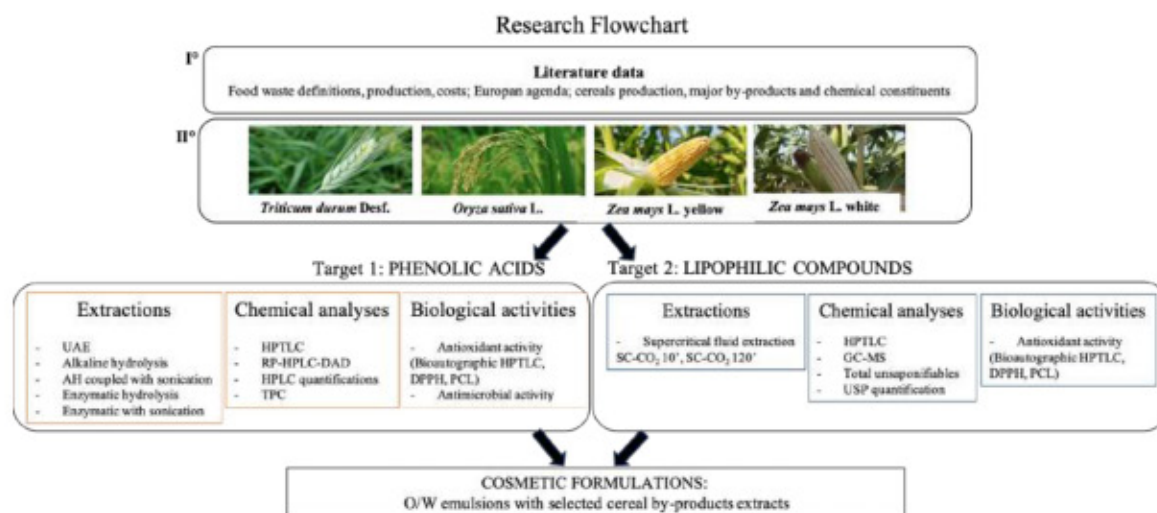 Research Flowchart
I°
Literature data
Food waste definitions, production, costs; Europan agenda; cereals production, major by-products and chemical constituents
II°
Triticum durum Desf.
Oryza sativa L.
Zea mays L. yellow
Zea mays L. white
Target 1: PHENOLIC ACIDS
Extractions
- UAE
- Alkaline hydrolysis
- AH coupled with sonication
- Enzymatic hydrolysis
- Enzymatic with sonication
Chemical analyses
- HPTLC
- RP-HPLC-DAD
- HPLC quantifications
- TPC
Biological activities
- Antioxidant activity
(Bioautographic HPTLC,
DPPH, PCL)
- Antimicrobial activity
Target 2: LIPOPHILIC COMPOUNDS
Extractions
- Supercritical fluid extraction
SC-CO₂ 10', SC-CO₂ 120'
Chemical analyses
- HPTLC
- GC-MS
- Total unsaponifiables
- USP quantification
Biological activities
- Antioxidant activity
(Bioautographic HPTLC,
DPPH, PCL)
COSMETIC FORMULATIONS:
O/W emulsions with selected cereal by-products extracts